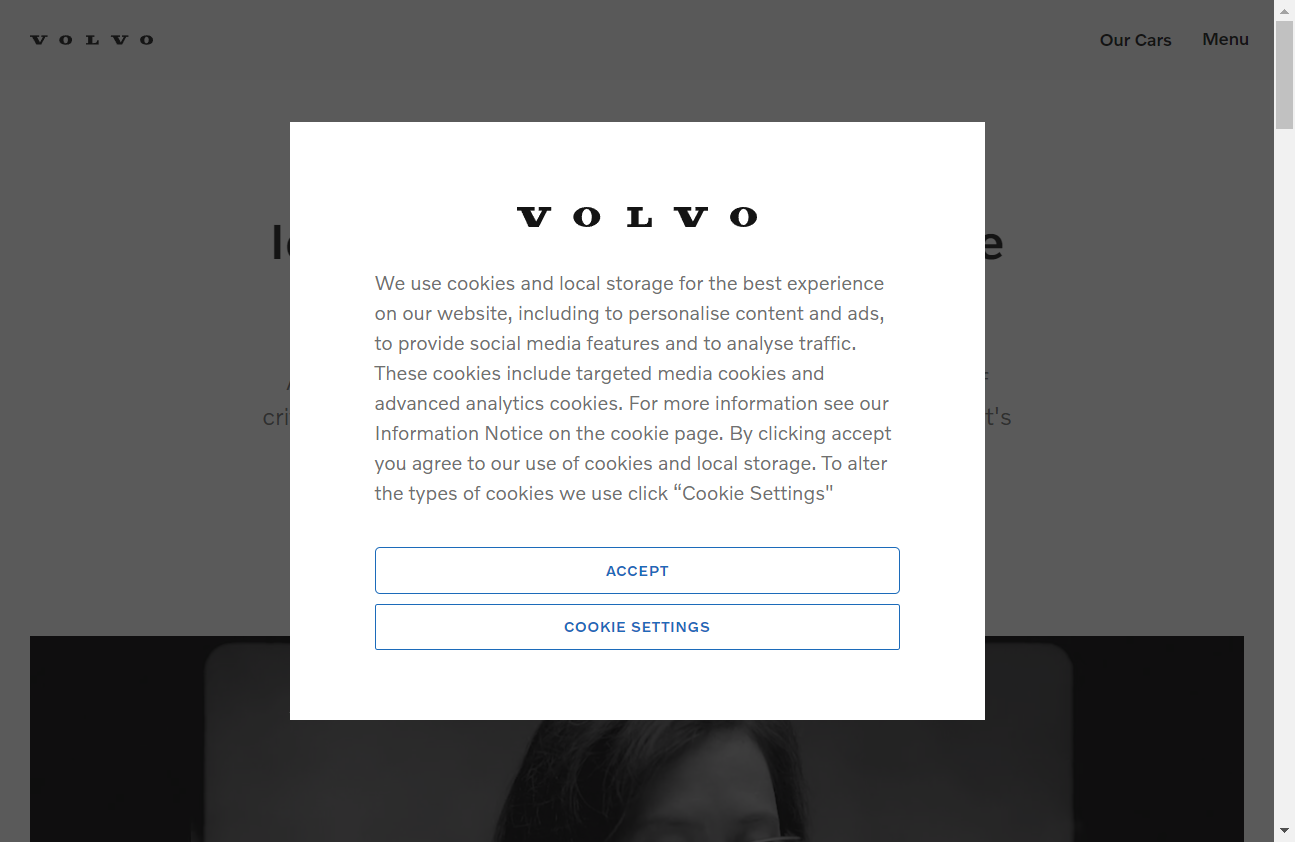 VOLVO
Our Cars
Menu
VOLVO
We use cookies and local storage for the best experience
on our website, including to personalise content and ads,
to provide social media features and to analyse traffic.
These cookies include targeted media cookies and
advanced analytics cookies. For more information see our
Information Notice on the cookie page. By clicking accept
you agree to our use of cookies and local storage. To alter
the types of cookies we use click “Cookie Settings"
ACCEPT
COOKIE SETTINGS